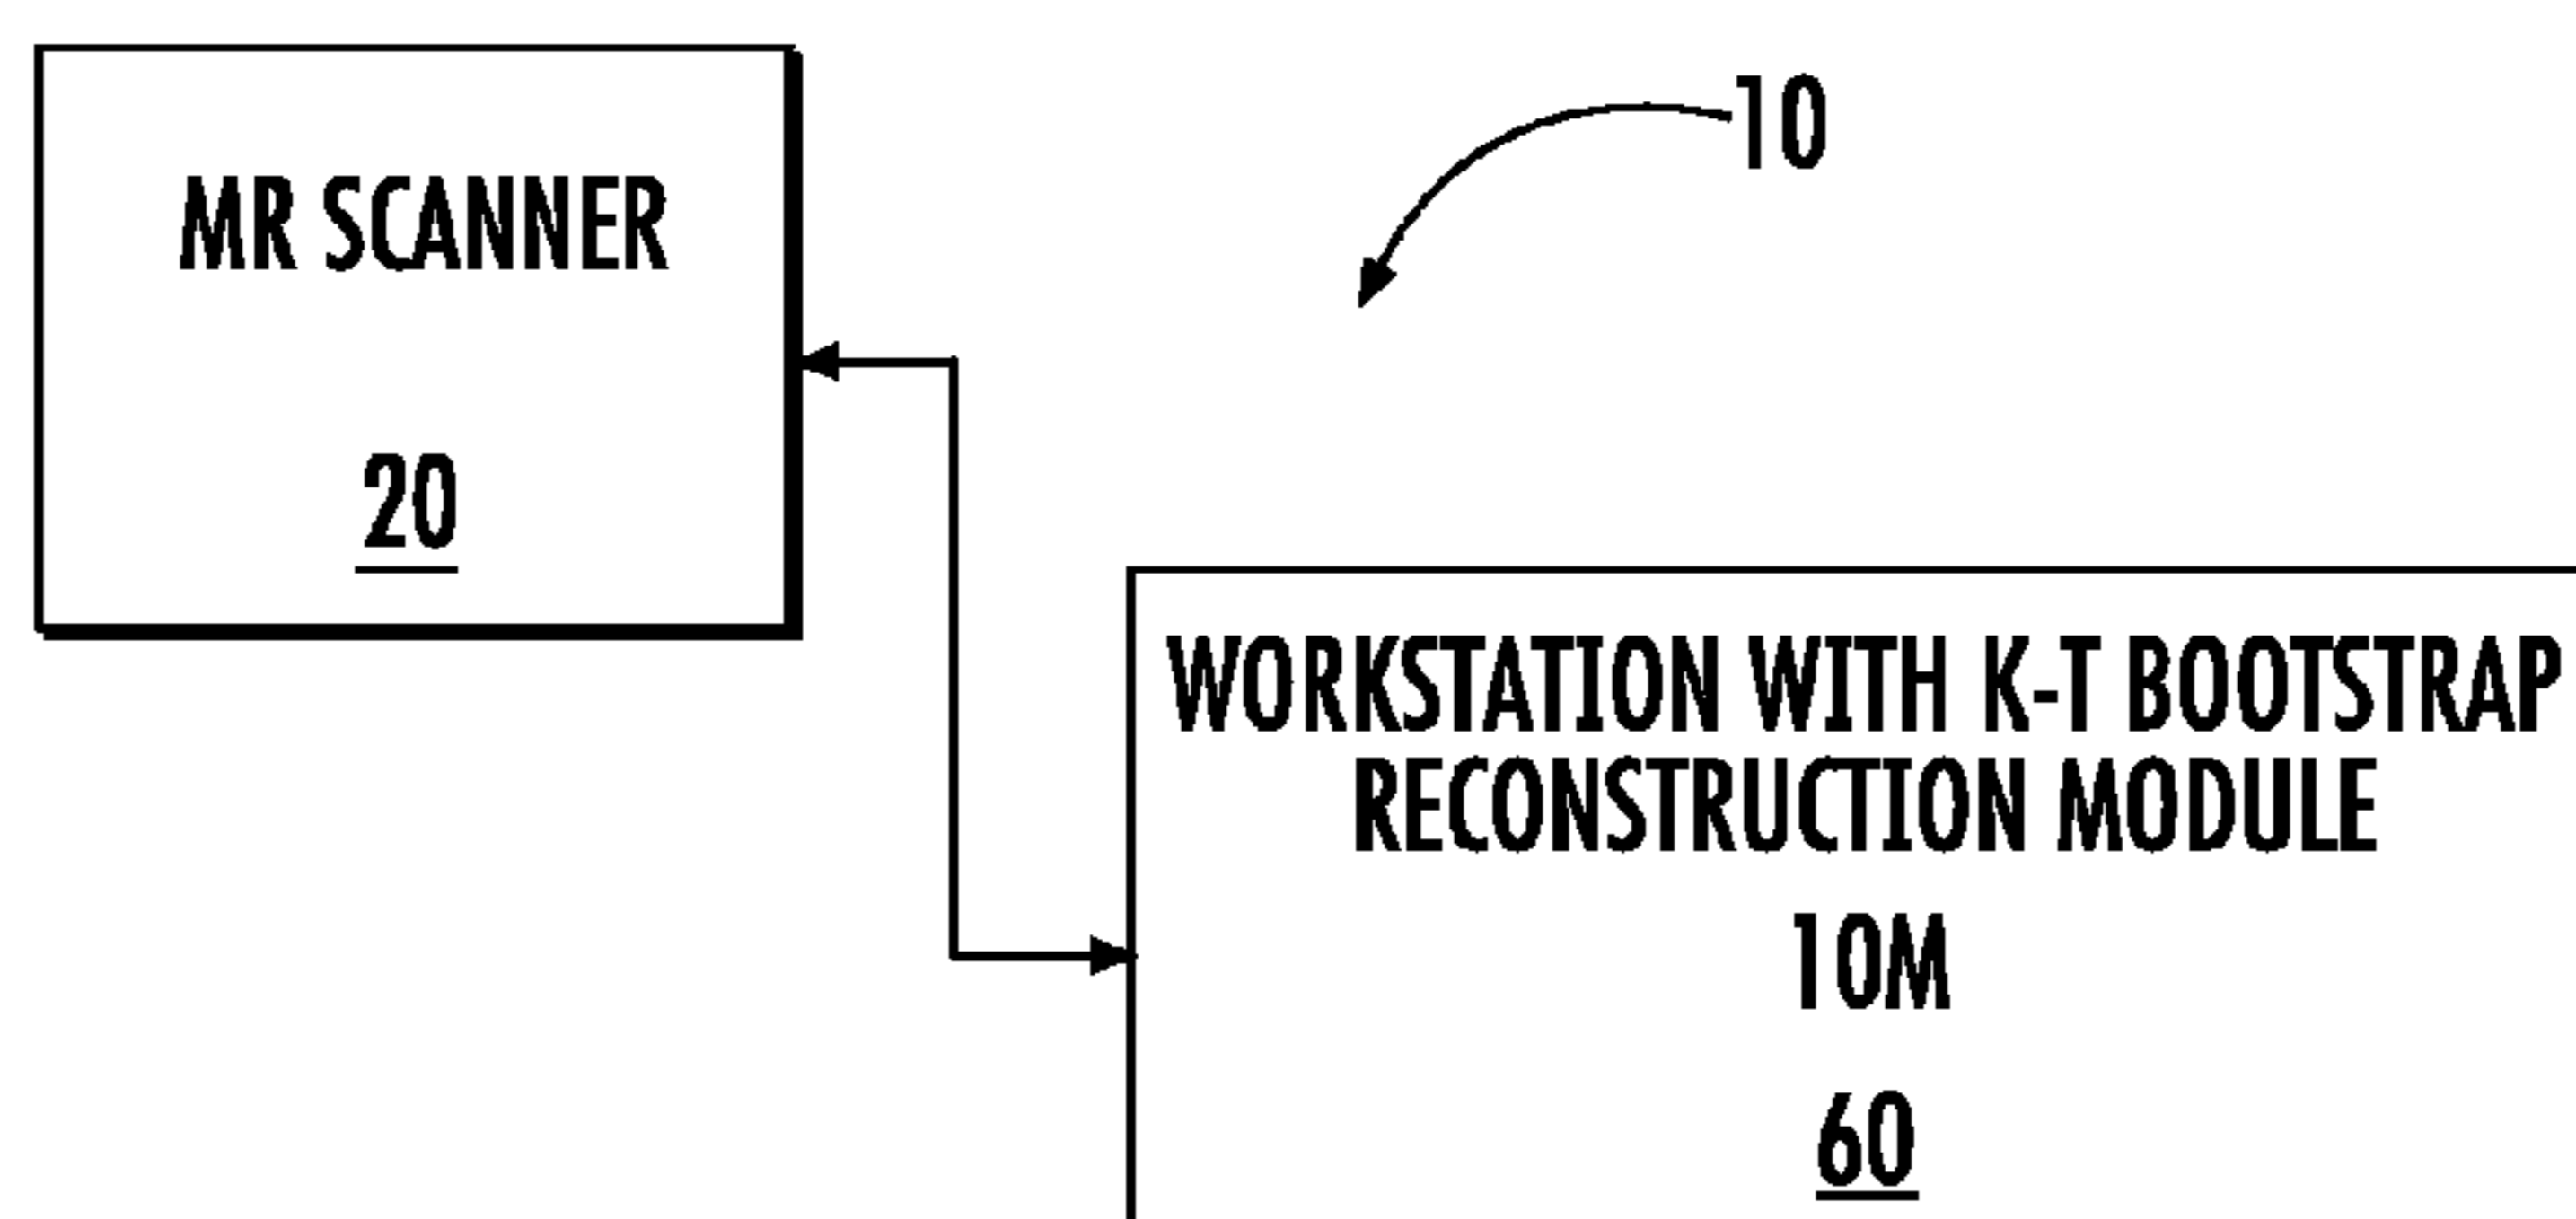 10
MR SCANNER
20
WORKSTATION WITH K-T BOOTSTRAP
RECONSTRUCTION MODULE
10M
60